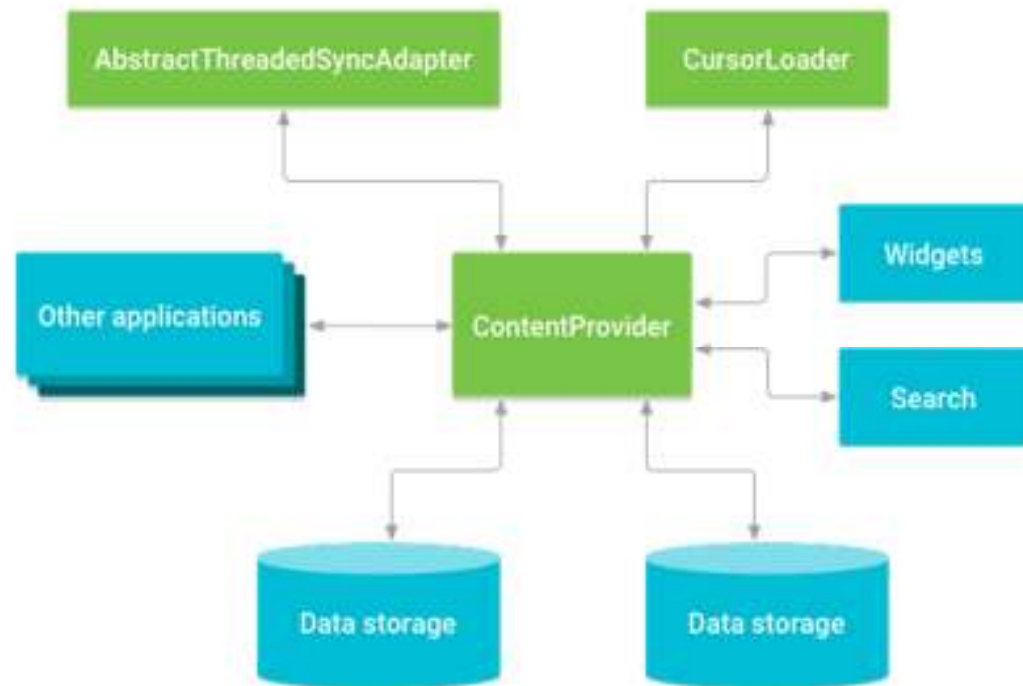 AbstractThreadedSyncAdapter
CursorLoader
Widgets
Other applications
ContentProvider
Search
Data storage
Data storage